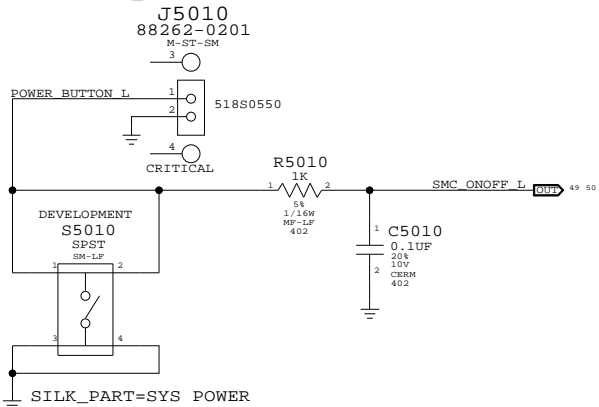 J5010
88262-0201
M-ST-SM
3
POWER_BUTTON_L
1
2
518S0550
4
CRITICAL
R5010
1K
1 2
5%
1/16W
MF-LF
402
SMC_ONOFF_L OUT 49 50
DEVELOPMENT
S5010
SPST
SM-LF
1 2
3 4
1 C5010
0.1UF
20%
10V
2 CERM
402
SILK_PART=SYS POWER